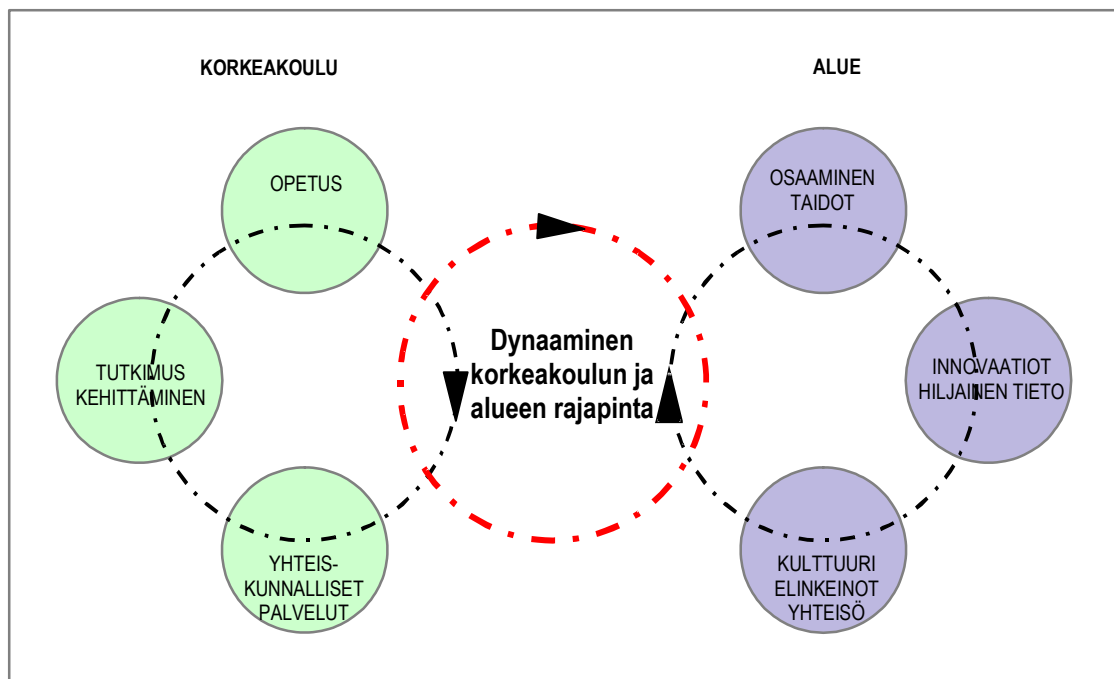 KORKEAKOULU
ALUE
OPETUS
TUTKIMUS
KEHITTÄMINEN
YHTEIS-
KUNNALLISET
PALVELUT
Dynaaminen
korkeakoulun ja
alueen rajapinta
OSAAMINEN
TAIDOT
INNOVAATIOT
HILJAINEN TIETO
KULTTUURI
ELINKEINOT
YHTEISÖ